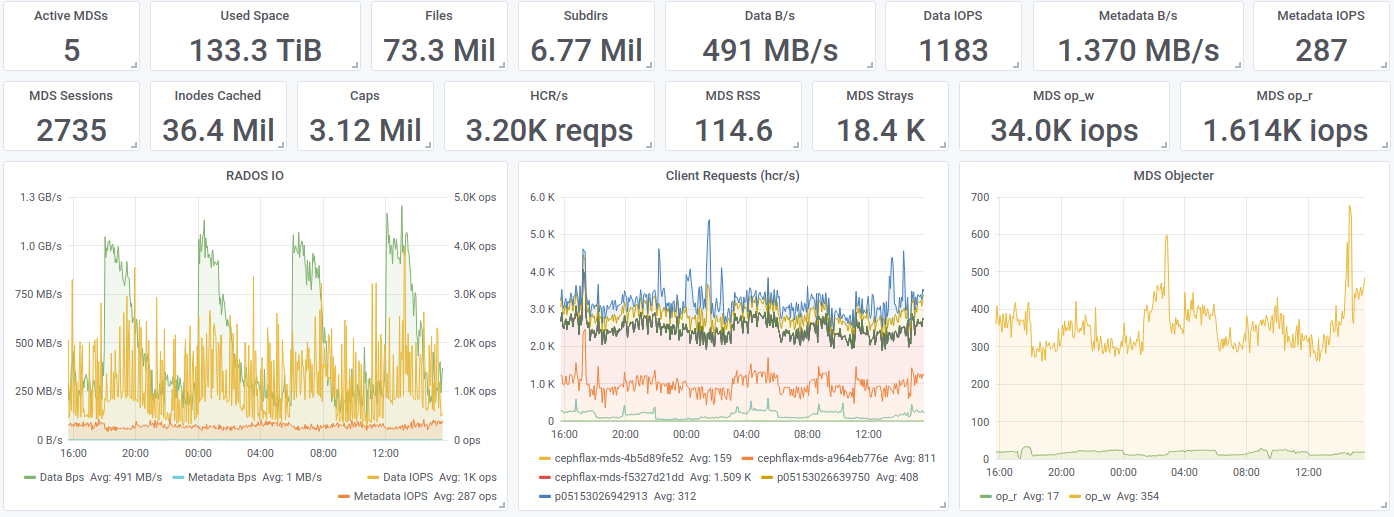 Active MDSs
5
Used Space
133.3 TiB
Files
73.3 Mil
Subdirs
6.77 Mil
Data B/s
491 MB/s
Data IOPS
1183
Metadata B/s
1.370 MB/s
Metadata IOPS
287
MDS Sessions
2735
Inodes Cached
36.4 Mil
Caps
3.12 Mil
HCR/s
3.20K reqps
MDS RSS
114.6
MDS Strays
18.4 K
MDS op_w
34.0K iops
MDS op_r
1.614K iops
RADOS IO
1.3 GB/s
1.0 GB/s
750 MB/s
500 MB/s
250 MB/s
0 B/s
5.0K ops
4.0K ops
3.0K ops
2.0K ops
1.0K ops
0 ops
16:00 20:00 00:00 04:00 08:00 12:00
Data Bps Avg: 491 MB/s Metadata Bps Avg: 1 MB/s Data IOPS Avg: 1K ops
Metadata IOPS Avg: 287 ops
Client Requests (hcr/s)
6.0 K
5.0 K
4.0 K
3.0 K
2.0 K
1.0 K
0
16:00 20:00 00:00 04:00 08:00 12:00
cephflax-mds-4b5d89fe52 Avg: 159 cephflax-mds-a964eb776e Avg: 811
cephflax-mds-f5327d21dd Avg: 1.509 K p05153026639750 Avg: 408
p05153026942913 Avg: 312
MDS Objecter
700
600
500
400
300
200
100
0
16:00 20:00 00:00 04:00 08:00 12:00
op_r Avg: 17 op_w Avg: 354